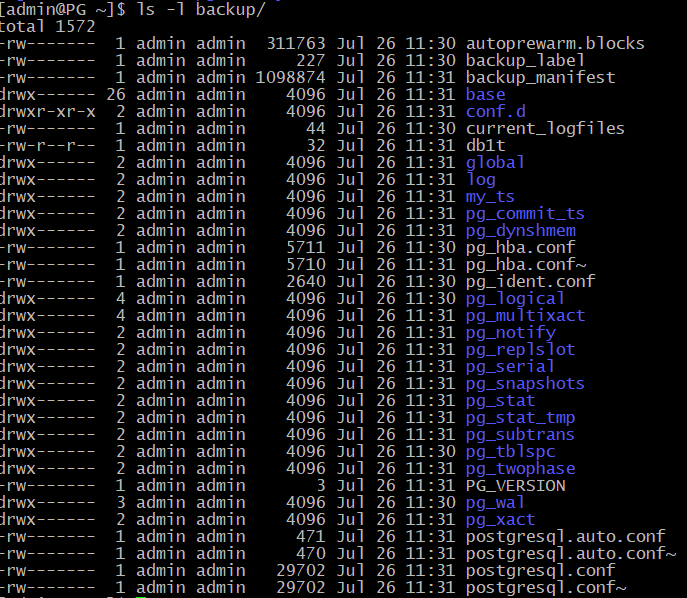 [admin@PG ~]$ ls -l backup/
total 1572
-rw------- 1 admin admin 311763 Jul 26 11:30 autoprewarm.blocks
-rw------- 1 admin admin 227 Jul 26 11:30 backup_label
-rw------- 1 admin admin 1098874 Jul 26 11:31 backup_manifest
drwx------ 26 admin admin 4096 Jul 26 11:31 base
drwxr-xr-x 2 admin admin 4096 Jul 26 11:31 conf.d
-rw------- 1 admin admin 44 Jul 26 11:30 current_logfiles
-rw-r--r-- 1 admin admin 32 Jul 26 11:31 db1t
drwx------ 2 admin admin 4096 Jul 26 11:31 global
drwx------ 2 admin admin 4096 Jul 26 11:31 log
drwx------ 2 admin admin 4096 Jul 26 11:31 my_ts
drwx------ 2 admin admin 4096 Jul 26 11:31 pg_commit_ts
drwx------ 2 admin admin 4096 Jul 26 11:31 pg_dynshmem
-rw------- 1 admin admin 5711 Jul 26 11:30 pg_hba.conf
-rw------- 1 admin admin 5710 Jul 26 11:31 pg_hba.conf~
-rw------- 1 admin admin 2640 Jul 26 11:30 pg_ident.conf
drwx------ 4 admin admin 4096 Jul 26 11:30 pg_logical
drwx------ 4 admin admin 4096 Jul 26 11:31 pg_multixact
drwx------ 2 admin admin 4096 Jul 26 11:31 pg_notify
drwx------ 2 admin admin 4096 Jul 26 11:31 pg_replslot
drwx------ 2 admin admin 4096 Jul 26 11:31 pg_serial
drwx------ 2 admin admin 4096 Jul 26 11:31 pg_snapshots
drwx------ 2 admin admin 4096 Jul 26 11:31 pg_stat
drwx------ 2 admin admin 4096 Jul 26 11:31 pg_stat_tmp
drwx------ 2 admin admin 4096 Jul 26 11:31 pg_subtrans
drwx------ 2 admin admin 4096 Jul 26 11:30 pg_tblspc
drwx------ 2 admin admin 4096 Jul 26 11:31 pg_twophase
-rw------- 1 admin admin 3 Jul 26 11:31 PG_VERSION
drwx------ 3 admin admin 4096 Jul 26 11:30 pg_wal
drwx------ 2 admin admin 4096 Jul 26 11:31 pg_xact
-rw------- 1 admin admin 471 Jul 26 11:31 postgresql.auto.conf
-rw------- 1 admin admin 470 Jul 26 11:31 postgresql.auto.conf~
-rw------- 1 admin admin 29702 Jul 26 11:30 postgresql.conf
-rw------- 1 admin admin 29702 Jul 26 11:31 postgresql.conf~